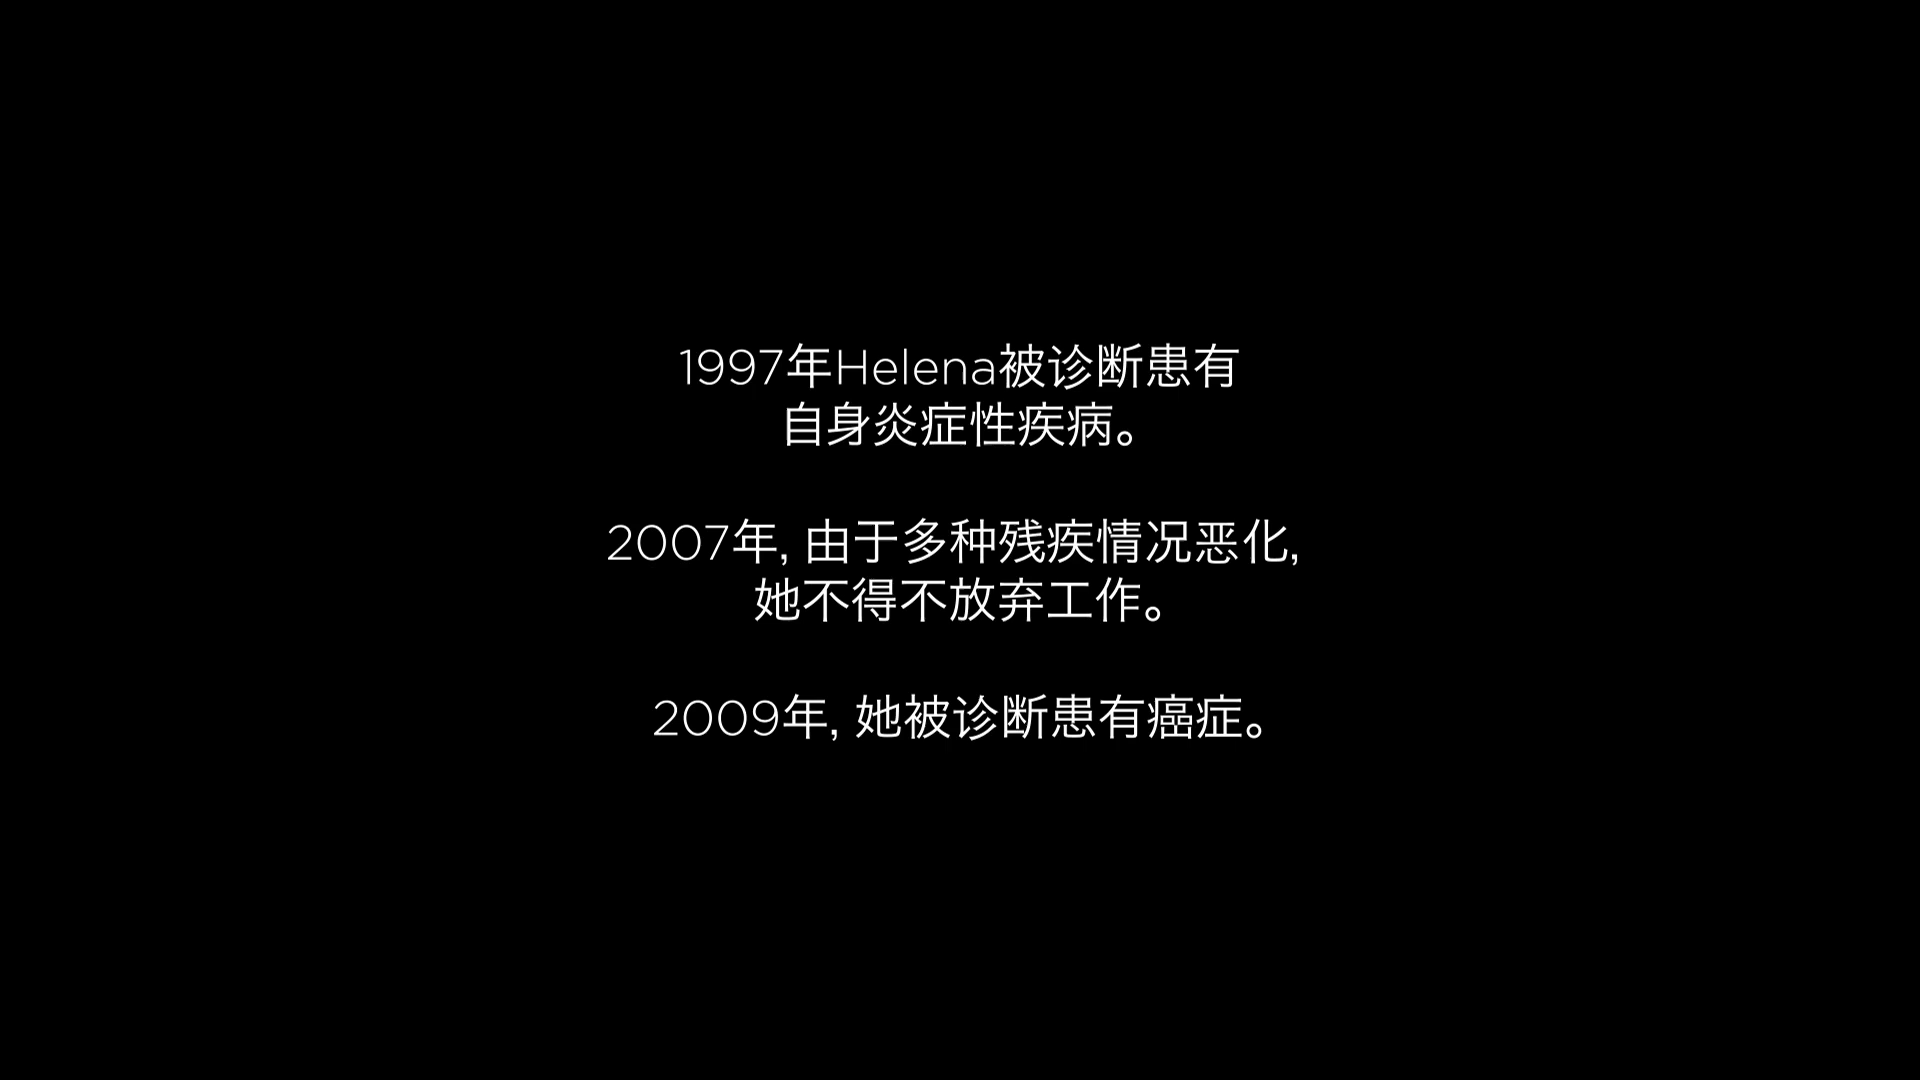 1997年Helena被诊断患有
自身炎症性疾病。
2007年, 由于多种残疾情况恶化,
她不得不放弃工作。
2009年, 她被诊断患有癌症。